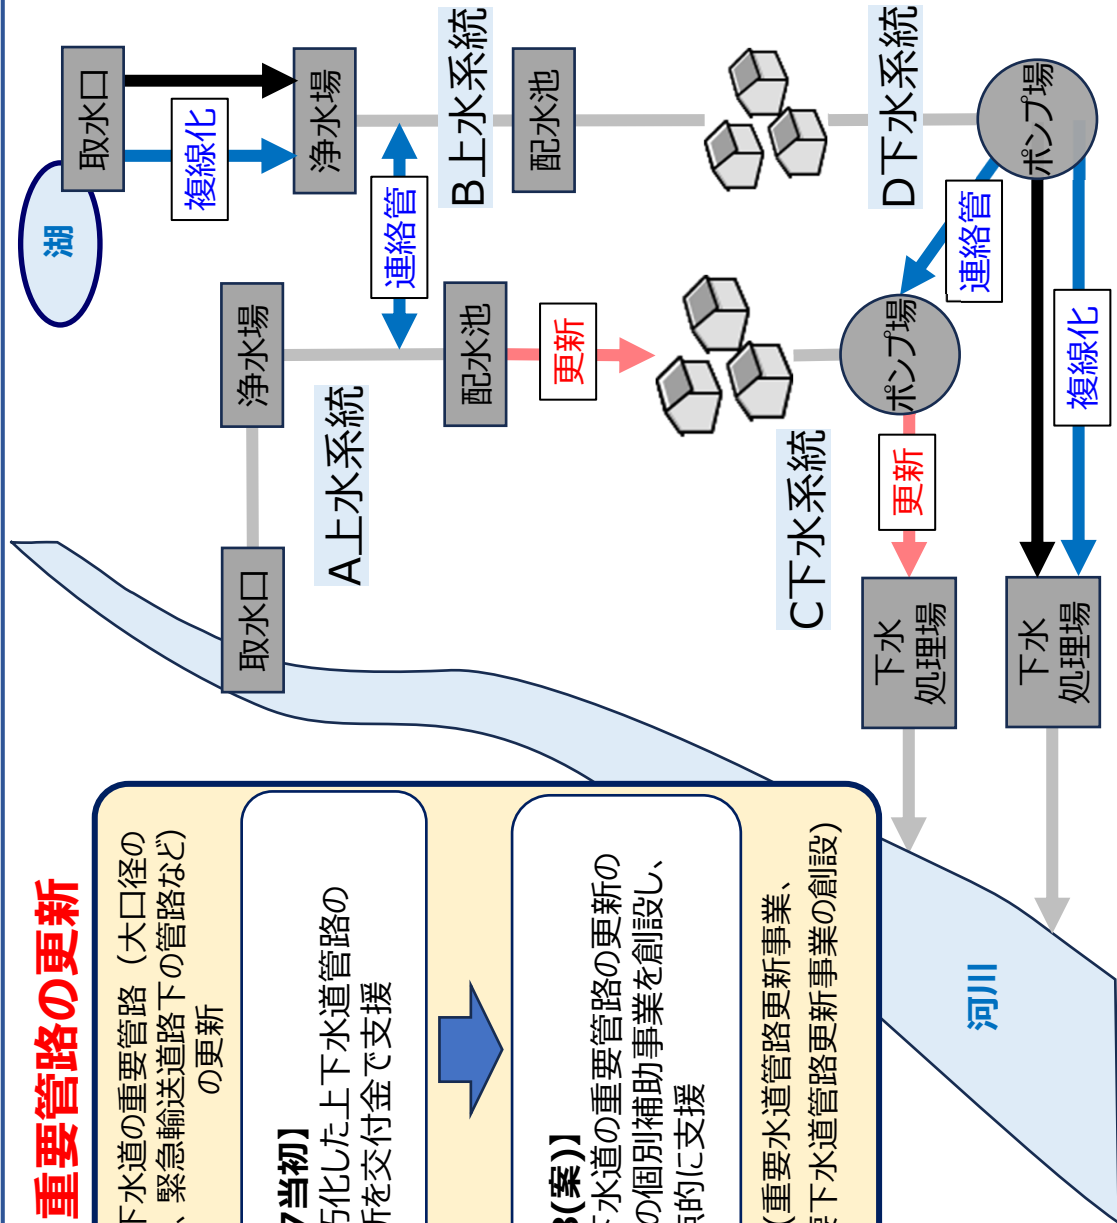 重要管路の更新
下水道の重要管路（大口径の
、緊急輸送道路下の管路など)
の更新
7当初】
朽化した上下水道管路の
所を交付金で支援
8(案)】
下水道の重要管路の更新の
の個別補助事業を創設し、
点的に支援
(重要水道管路更新事業、
要下水道管路更新事業の創設)
湖
取水口
複線化
浄水場
B上水系統
連絡管
配水池
取水口
浄水場
A上水系統
配水池
更新
D下水系統
ポンプ場
連絡管
ポンプ場
複線化
C下水系統
更新
下水
処理場
下水
処理場
河川